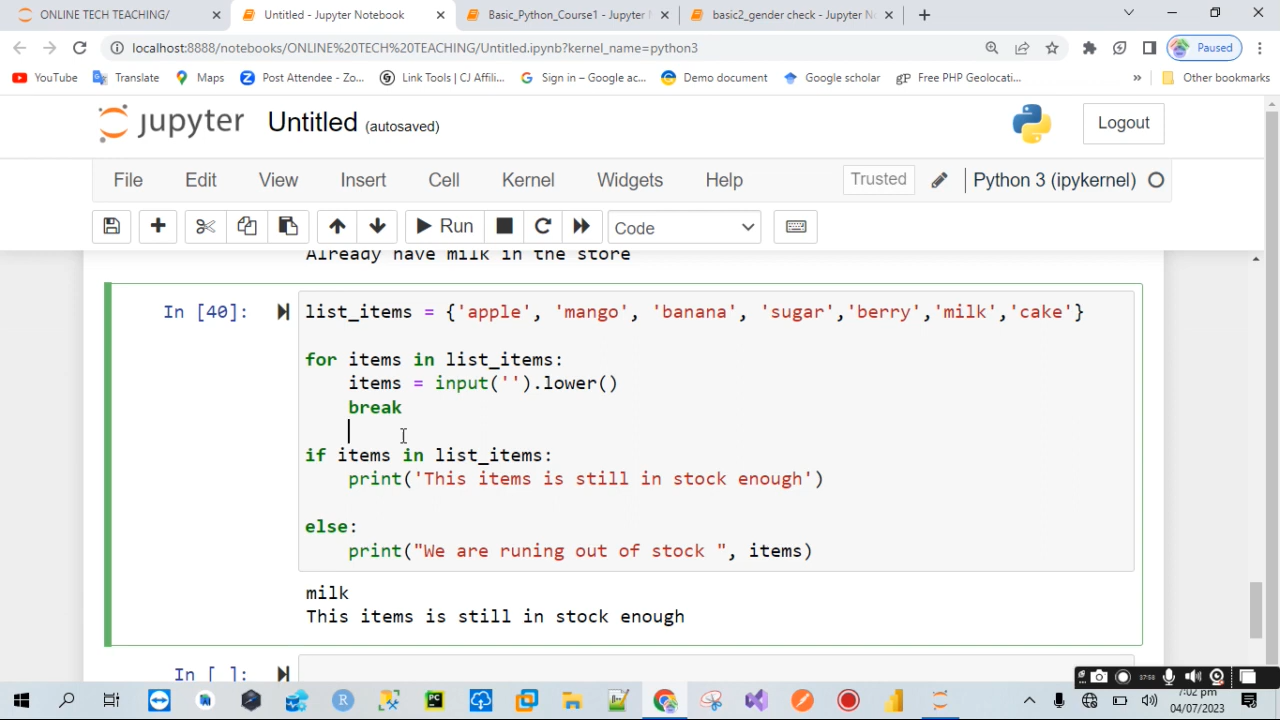 ONLINE TECH TEACHING/
Untitled - Jupyter Notebook
Basic_Python_Course1 - Jupyter N
basic2_gender check - Jupyter No
localhost:8888/notebooks/ONLINE%20TECH%20TEACHING/Untitled.ipynb?kernel_name=python3
Paused
YouTube
Translate
Maps
Post Attendee - Zo...
Link Tools | CJ Affili...
Sign in – Google ac...
Demo document
Google scholar
gP Free PHP Geolocati...
»
Other bookmarks
jupyter Untitled (autosaved)
Logout
File Edit View Insert Cell Kernel Widgets Help
Trusted
Python 3 (ipykernel)
Run
Code
Already have milk in the store
In [40]:
list_items = {'apple', 'mango', 'banana', 'sugar','berry','milk','cake'}
for items in list_items:
items = input('').lower()
break
if items in list_items:
print('This items is still in stock enough')
else:
print("We are runing out of stock ", items)
milk
This items is still in stock enough
In [ ]:
37:58
7:02 pm
04/07/2023